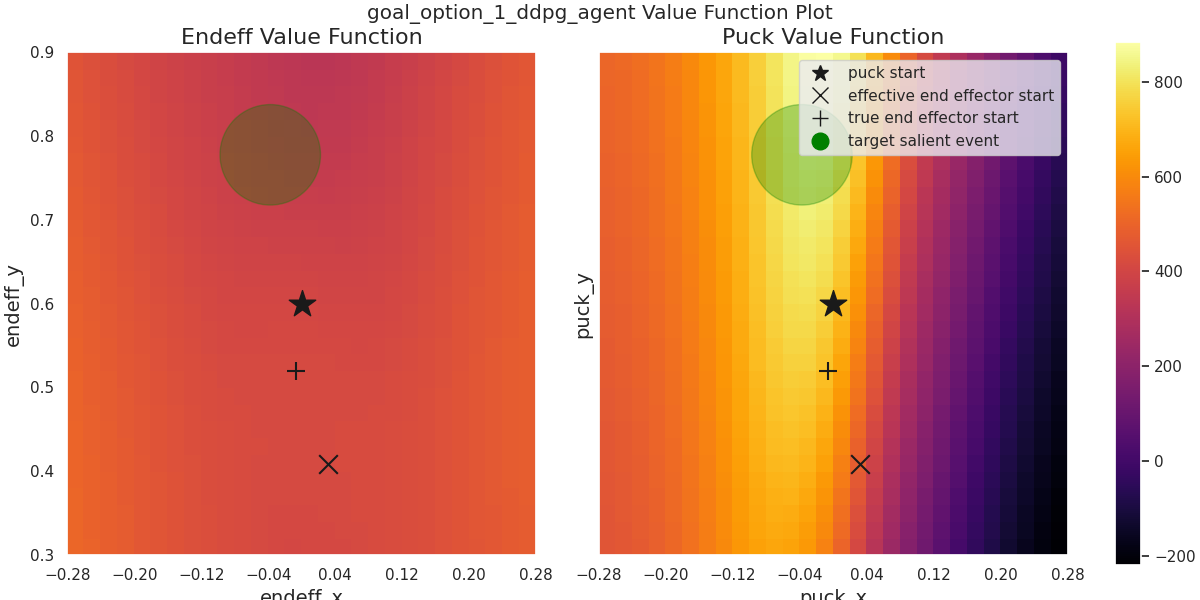 goal_option_1_ddpg_agent Value Function Plot
Endeff Value Function
Puck Value Function
puck start
effective end effector start
true end effector start
target salient event
endeff_y
0.9
0.8
0.7
0.6
0.5
0.4
0.3
−0.28 −0.20 −0.12 −0.04 0.04 0.12 0.20 0.28
endeff_x
puck_y
−0.28 −0.20 −0.12 −0.04 0.04 0.12 0.20 0.28
puck_x
800
600
400
200
0
−200